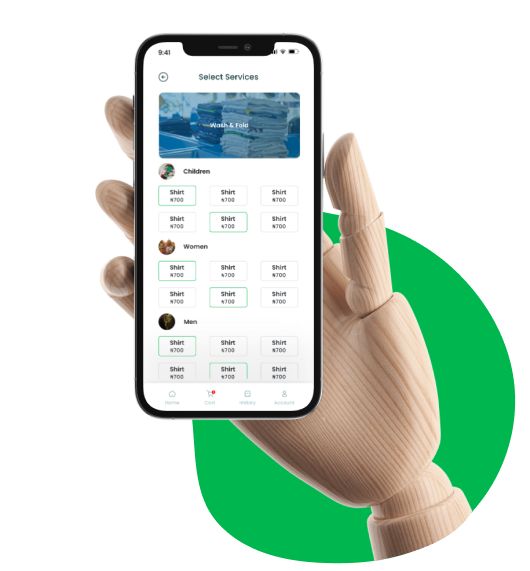 9:41
Select Services
Wash & Fold
Children
Shirt Shirt Shirt
₦700 ₦700 ₦700
Shirt Shirt Shirt
₦700 ₦700 ₦700
Women
Shirt Shirt Shirt
₦700 ₦700 ₦700
Shirt Shirt Shirt
₦700 ₦700 ₦700
Men
Shirt Shirt Shirt
₦700 ₦700 ₦700
Shirt Shirt Shirt
₦700 ₦700 ₦700
Home Cart History Account